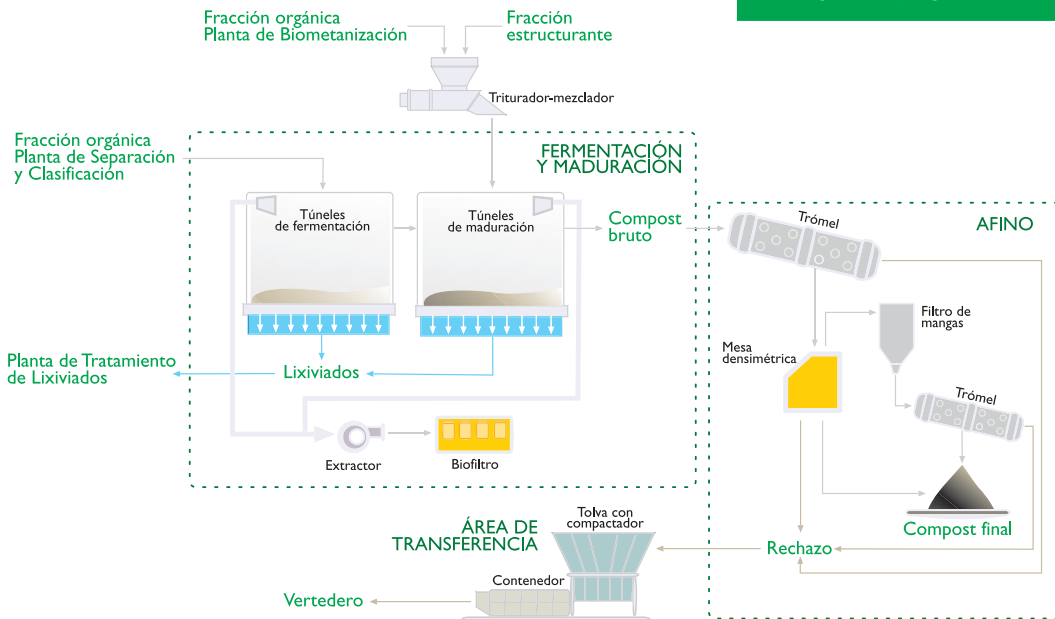 Fracción orgánica
Planta de Biometanización
Fracción
estructurante
Triturador-mezclador
Fracción orgánica
Planta de Separación
y Clasificación
FERMENTACIÓN
Y MADURACIÓN
Túneles
de fermentación
Túneles
de maduración
Compost
bruto
Trómel
AFINO
Filtro de
mangas
Mesa
densimétrica
Planta de Tratamiento
de Lixiviados
Lixiviados
Trómel
Extractor
Biofiltro
Compost final
ÁREA DE
TRANSFERENCIA
Tolva con
compactador
Rechazo
Contenedor
Vertedero